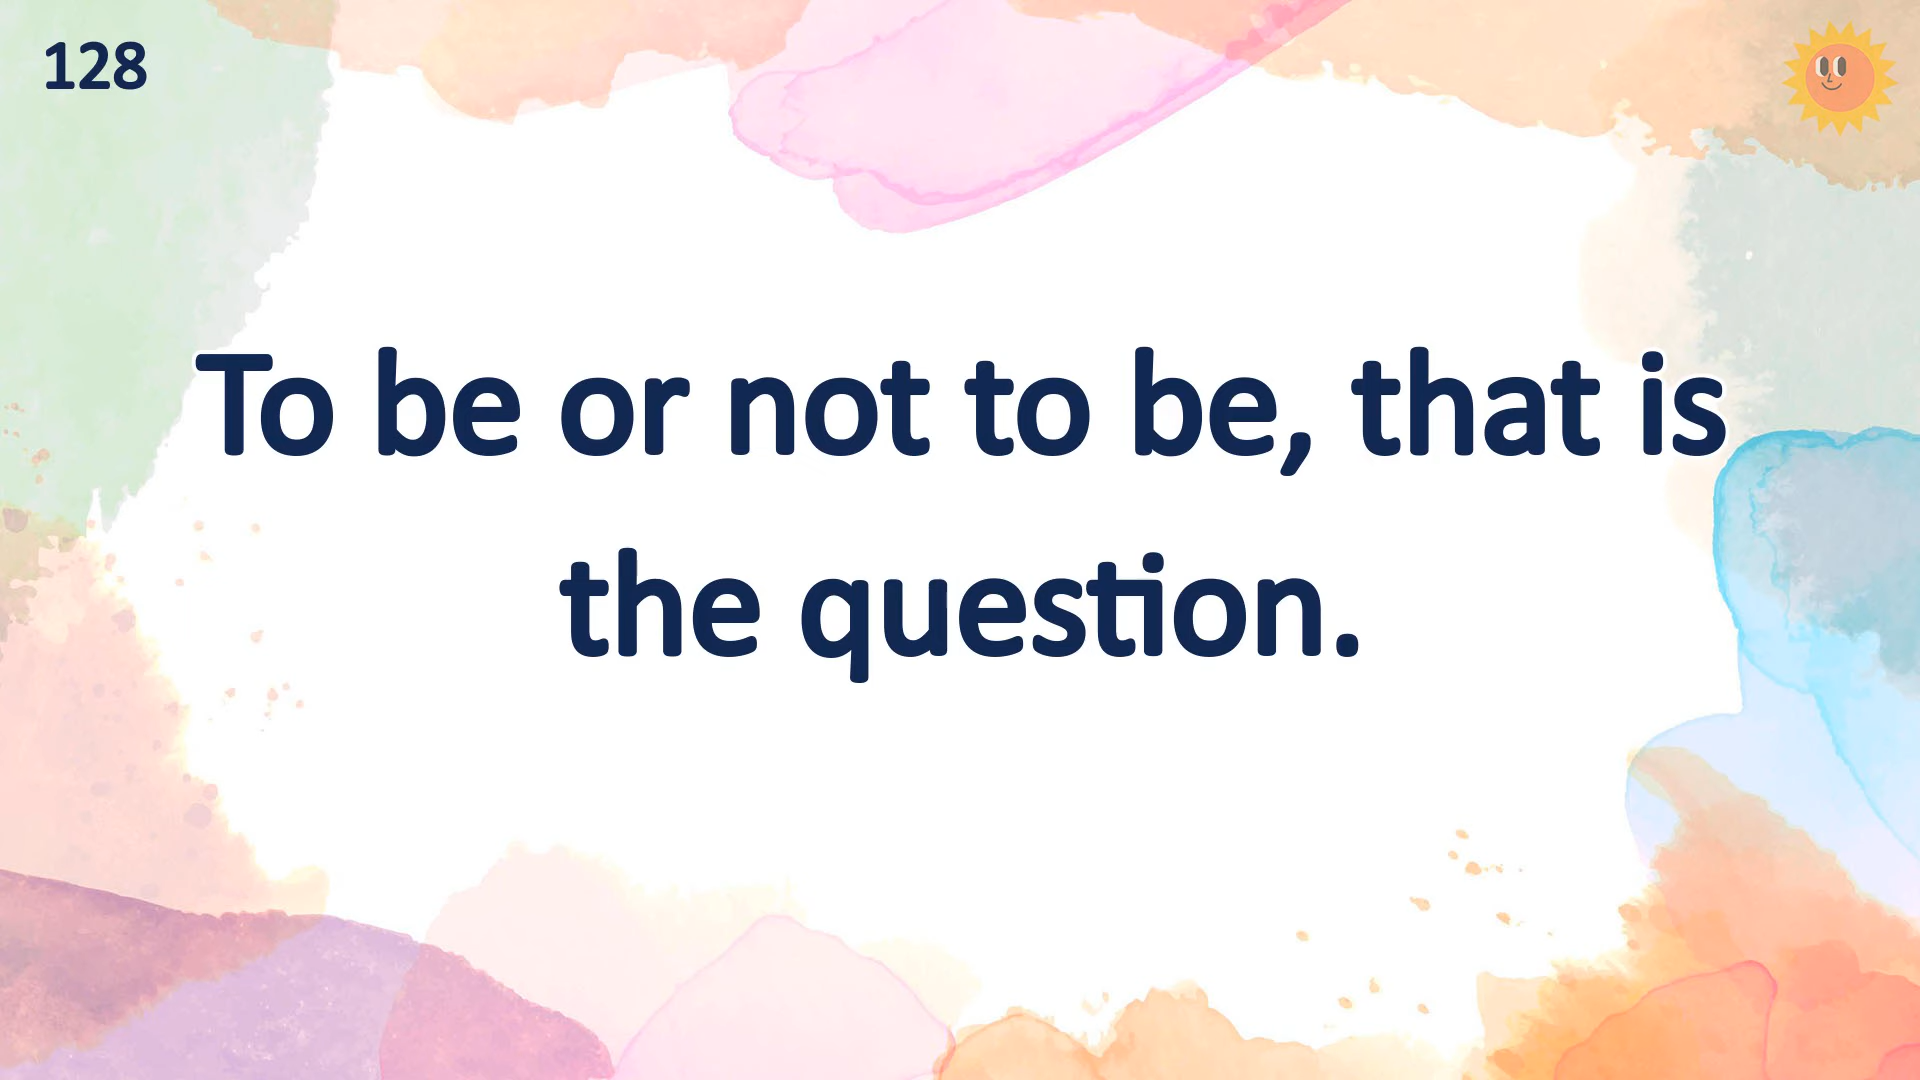 128
To be or not to be, that is
the question.